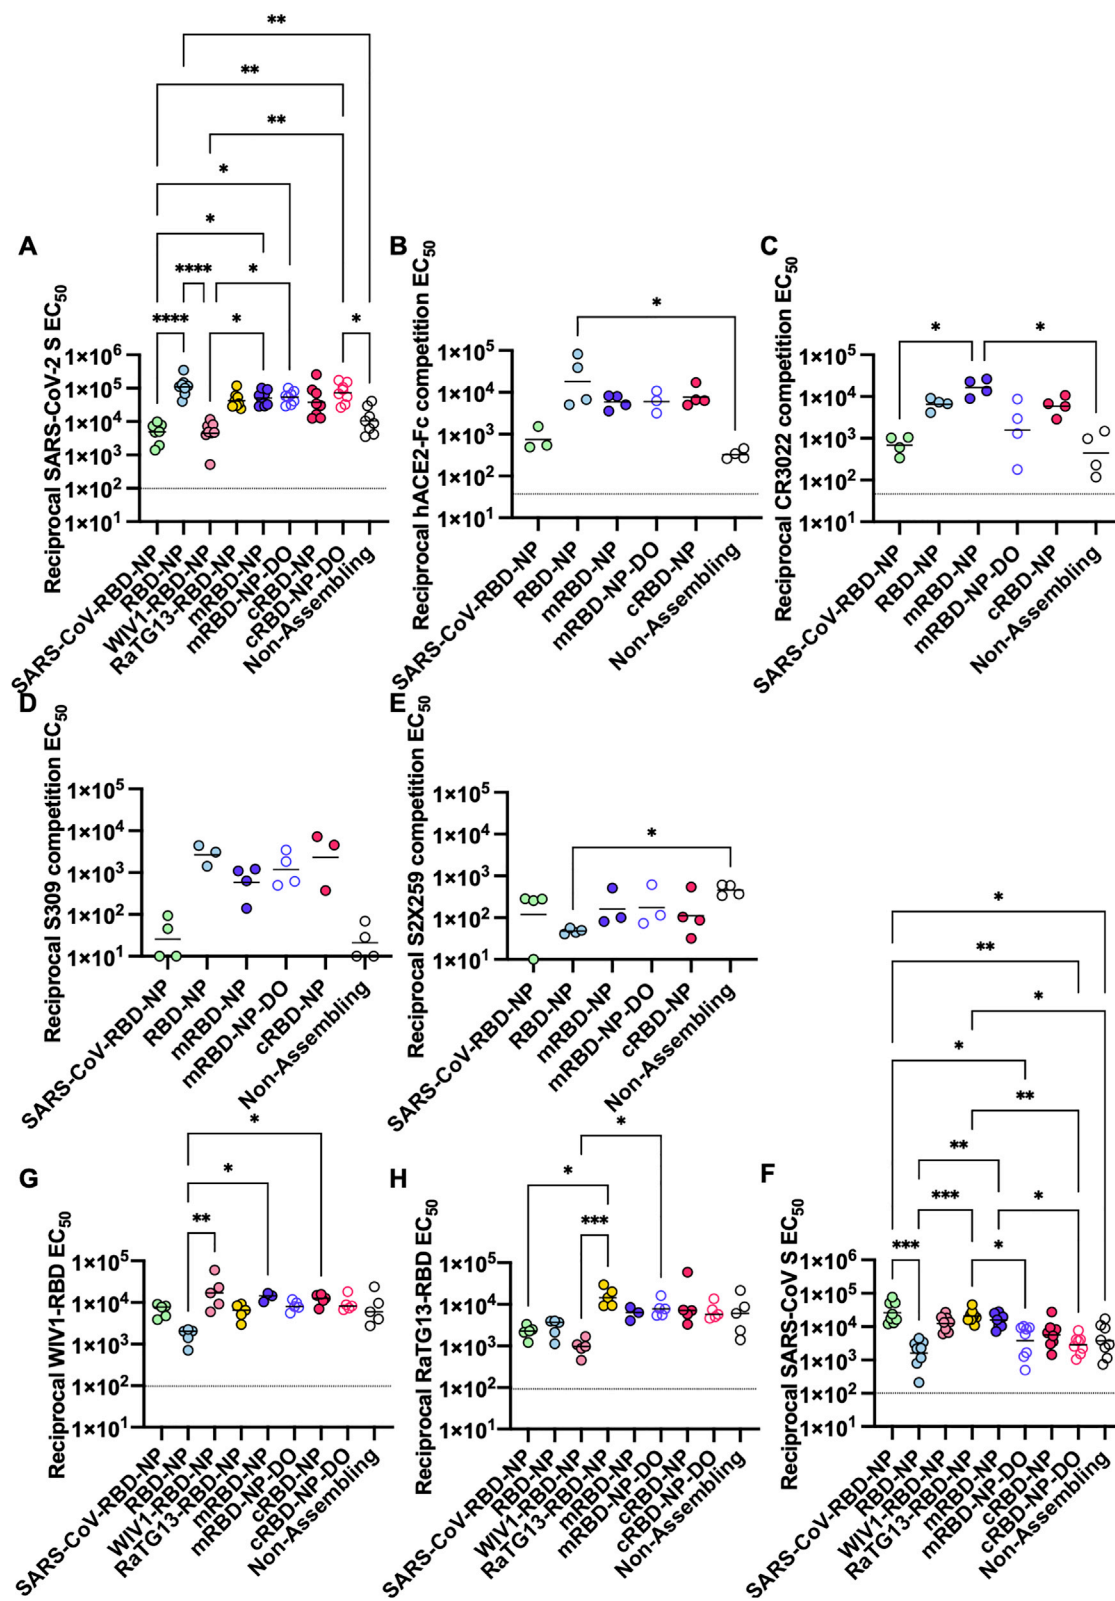 A
Reciprocal SARS-CoV-2 S EC50
**
**
**
*
*
**** *
**** * *
1×10^6
1×10^5
1×10^4
1×10^3
1×10^2
1×10^1
SARS-CoV-RBD-NP
RBD-NP
WIV1-RBD-NP
RaTG13-RBD-NP
mRBD-NP
mRBD-NP-DO
cRBD-NP
cRBD-NP-DO
Non-Assembling
B
Reciprocal hACE2-Fc competition EC50
*
1×10^5
1×10^4
1×10^3
1×10^2
1×10^1
SARS-CoV-RBD-NP
RBD-NP
mRBD-NP
mRBD-NP-DO
cRBD-NP
Non-Assembling
C
Reciprocal CR3022 competition EC50
* *
1×10^5
1×10^4
1×10^3
1×10^2
1×10^1
SARS-CoV-RBD-NP
RBD-NP
mRBD-NP
mRBD-NP-DO
cRBD-NP
Non-Assembling
D
Reciprocal S309 competition EC50
1×10^5
1×10^4
1×10^3
1×10^2
1×10^1
SARS-CoV-RBD-NP
RBD-NP
mRBD-NP
mRBD-NP-DO
cRBD-NP
Non-Assembling
E
Reciprocal S2X259 competition EC50
*
1×10^5
1×10^4
1×10^3
1×10^2
1×10^1
SARS-CoV-RBD-NP
RBD-NP
mRBD-NP
mRBD-NP-DO
cRBD-NP
Non-Assembling
G
Reciprocal WIV1-RBD EC50
*
*
**
1×10^5
1×10^4
1×10^3
1×10^2
1×10^1
SARS-CoV-RBD-NP
RBD-NP
WIV1-RBD-NP
RaTG13-RBD-NP
mRBD-NP
mRBD-NP-DO
cRBD-NP
cRBD-NP-DO
Non-Assembling
H
Reciprocal RaTG13-RBD EC50
*
*
***
1×10^5
1×10^4
1×10^3
1×10^2
1×10^1
SARS-CoV-RBD-NP
RBD-NP
WIV1-RBD-NP
RaTG13-RBD-NP
mRBD-NP
mRBD-NP-DO
cRBD-NP
cRBD-NP-DO
Non-Assembling
F
Reciprocal SARS-CoV S EC50
*
**
*
*
**
**
*** *
*** *
1×10^6
1×10^5
1×10^4
1×10^3
1×10^2
1×10^1
SARS-CoV-RBD-NP
RBD-NP
WIV1-RBD-NP
RaTG13-RBD-NP
mRBD-NP
mRBD-NP-DO
cRBD-NP
cRBD-NP-DO
Non-Assembling